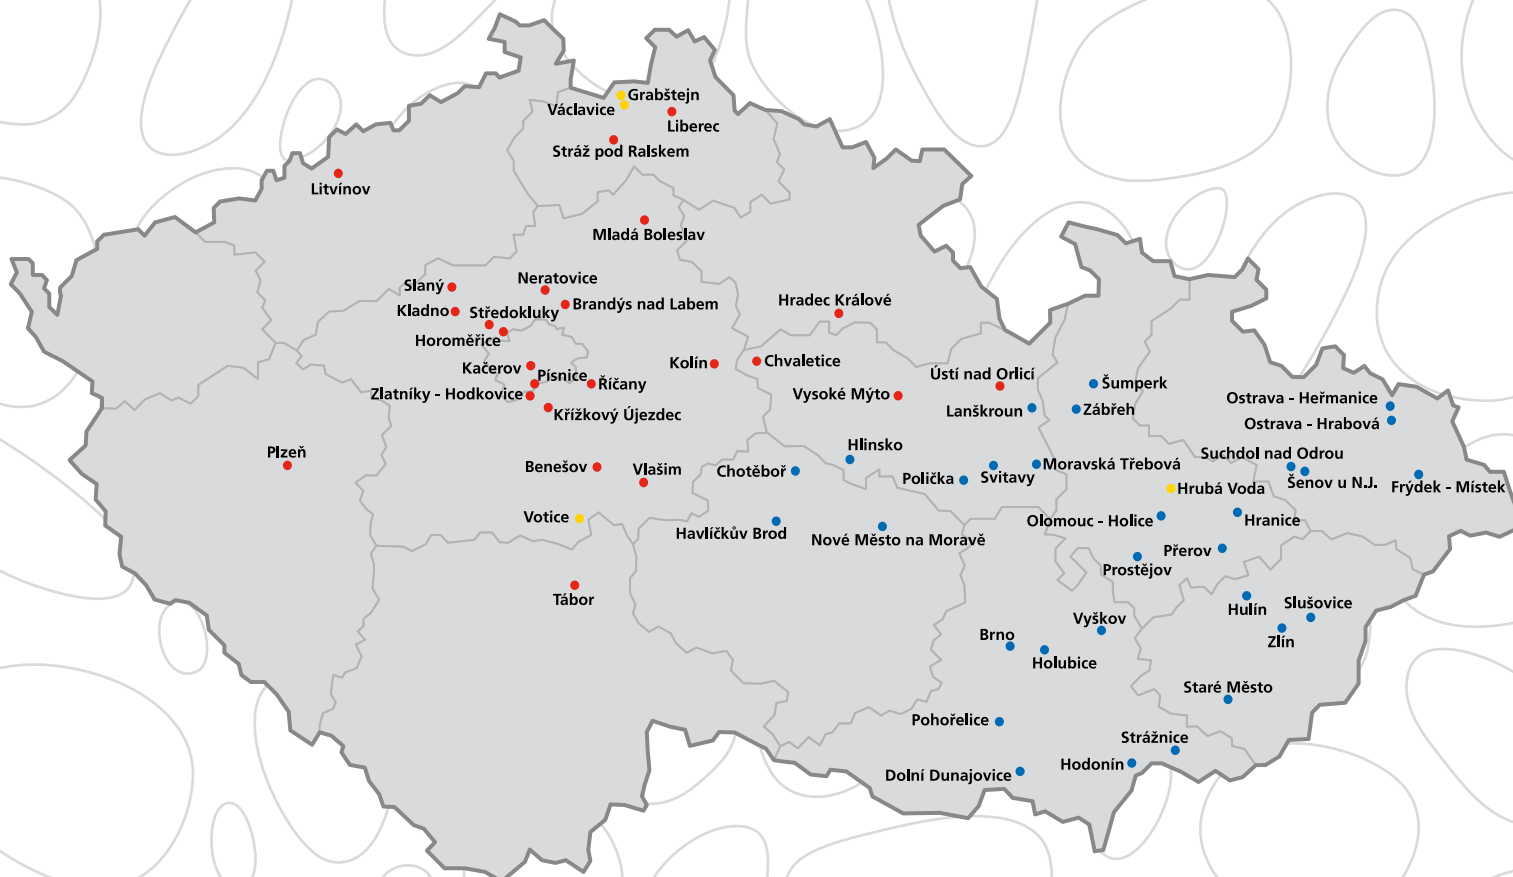 Grabštejn
Václavice
Liberec
Stráž pod Ralskem
Litvínov
Mladá Boleslav
Neratovice
Slaný
Brandýs nad Labem
Kladno
Středokluky
Hradec Králové
Horoměřice
Kačerov
Kolín
Chvaletice
Písnice
Říčany
Ústí nad Orlicí
Šumperk
Zlatníky - Hodkovice
Vysoké Mýto
Ostrava - Heřmanice
Křížkový Újezdec
Lanškroun
Zábřeh
Ostrava - Hrabová
Plzeň
Hlinsko
Suchdol nad Odrou
Benešov
Vlašim
Chotěboř
Moravská Třebová
Polička
Svitavy
Šenov u N.J.
Frýdek - Místek
Hrubá Voda
Votice
Olomouc - Holice
Hranice
Havlíčkův Brod
Nové Město na Moravě
Přerov
Prostějov
Tábor
Hulín
Slušovice
Vyškov
Brno
Zlín
Holubice
Staré Město
Pohořelice
Strážnice
Hodonín
Dolní Dunajovice